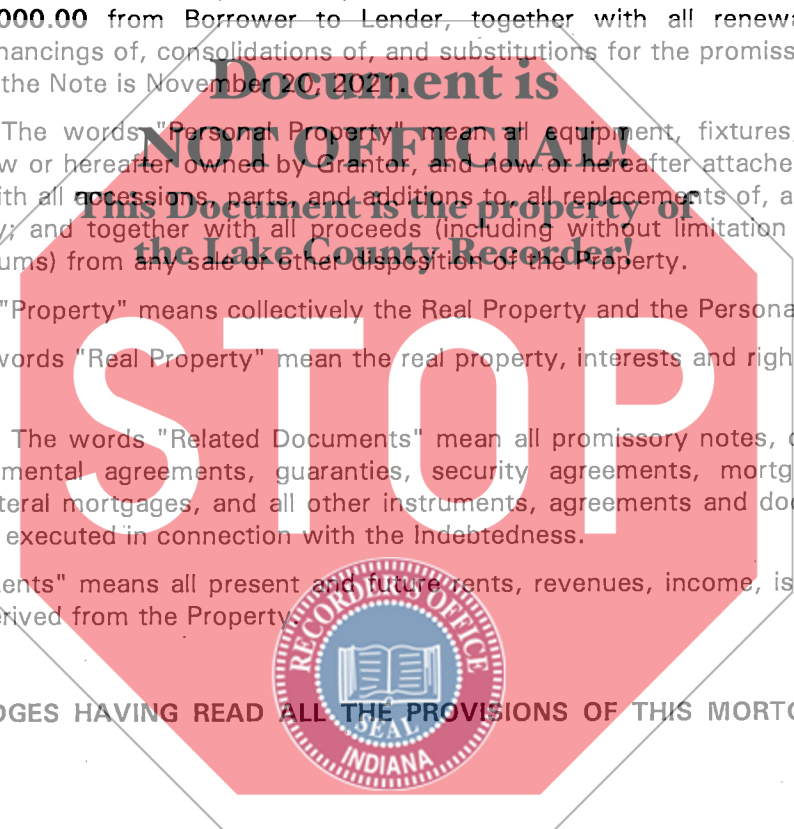 000.00 from Borrower to Lender, together with all renewa
nancings of, consolidations of, and substitutions for the promiss
the Note is November 20, 2021.
Document is
The words "Personal Property" mean all equipment, fixtures,
NOT OFFICIAL!
w or hereafter owned by Grantor, and now or hereafter attache
ith all accessions, parts, and additions to, all replacements of, a
This Document is the property of
y; and together with all proceeds (including without limitation
the Lake County Recorder!
ums) from any sale or other disposition of the Property.
"Property" means collectively the Real Property and the Persona
words "Real Property" mean the real property, interests and righ
STOP
The words "Related Documents" mean all promissory notes, c
mental agreements, guaranties, security agreements, mortg
teral mortgages, and all other instruments, agreements and doc
executed in connection with the Indebtedness.
ents" means all present and future rents, revenues, income, is
erived from the Property.
RECORDER'S OFFICE
DGES HAVING READ ALL THE PROVISIONS OF THIS MORTG
SEAL
INDIANA